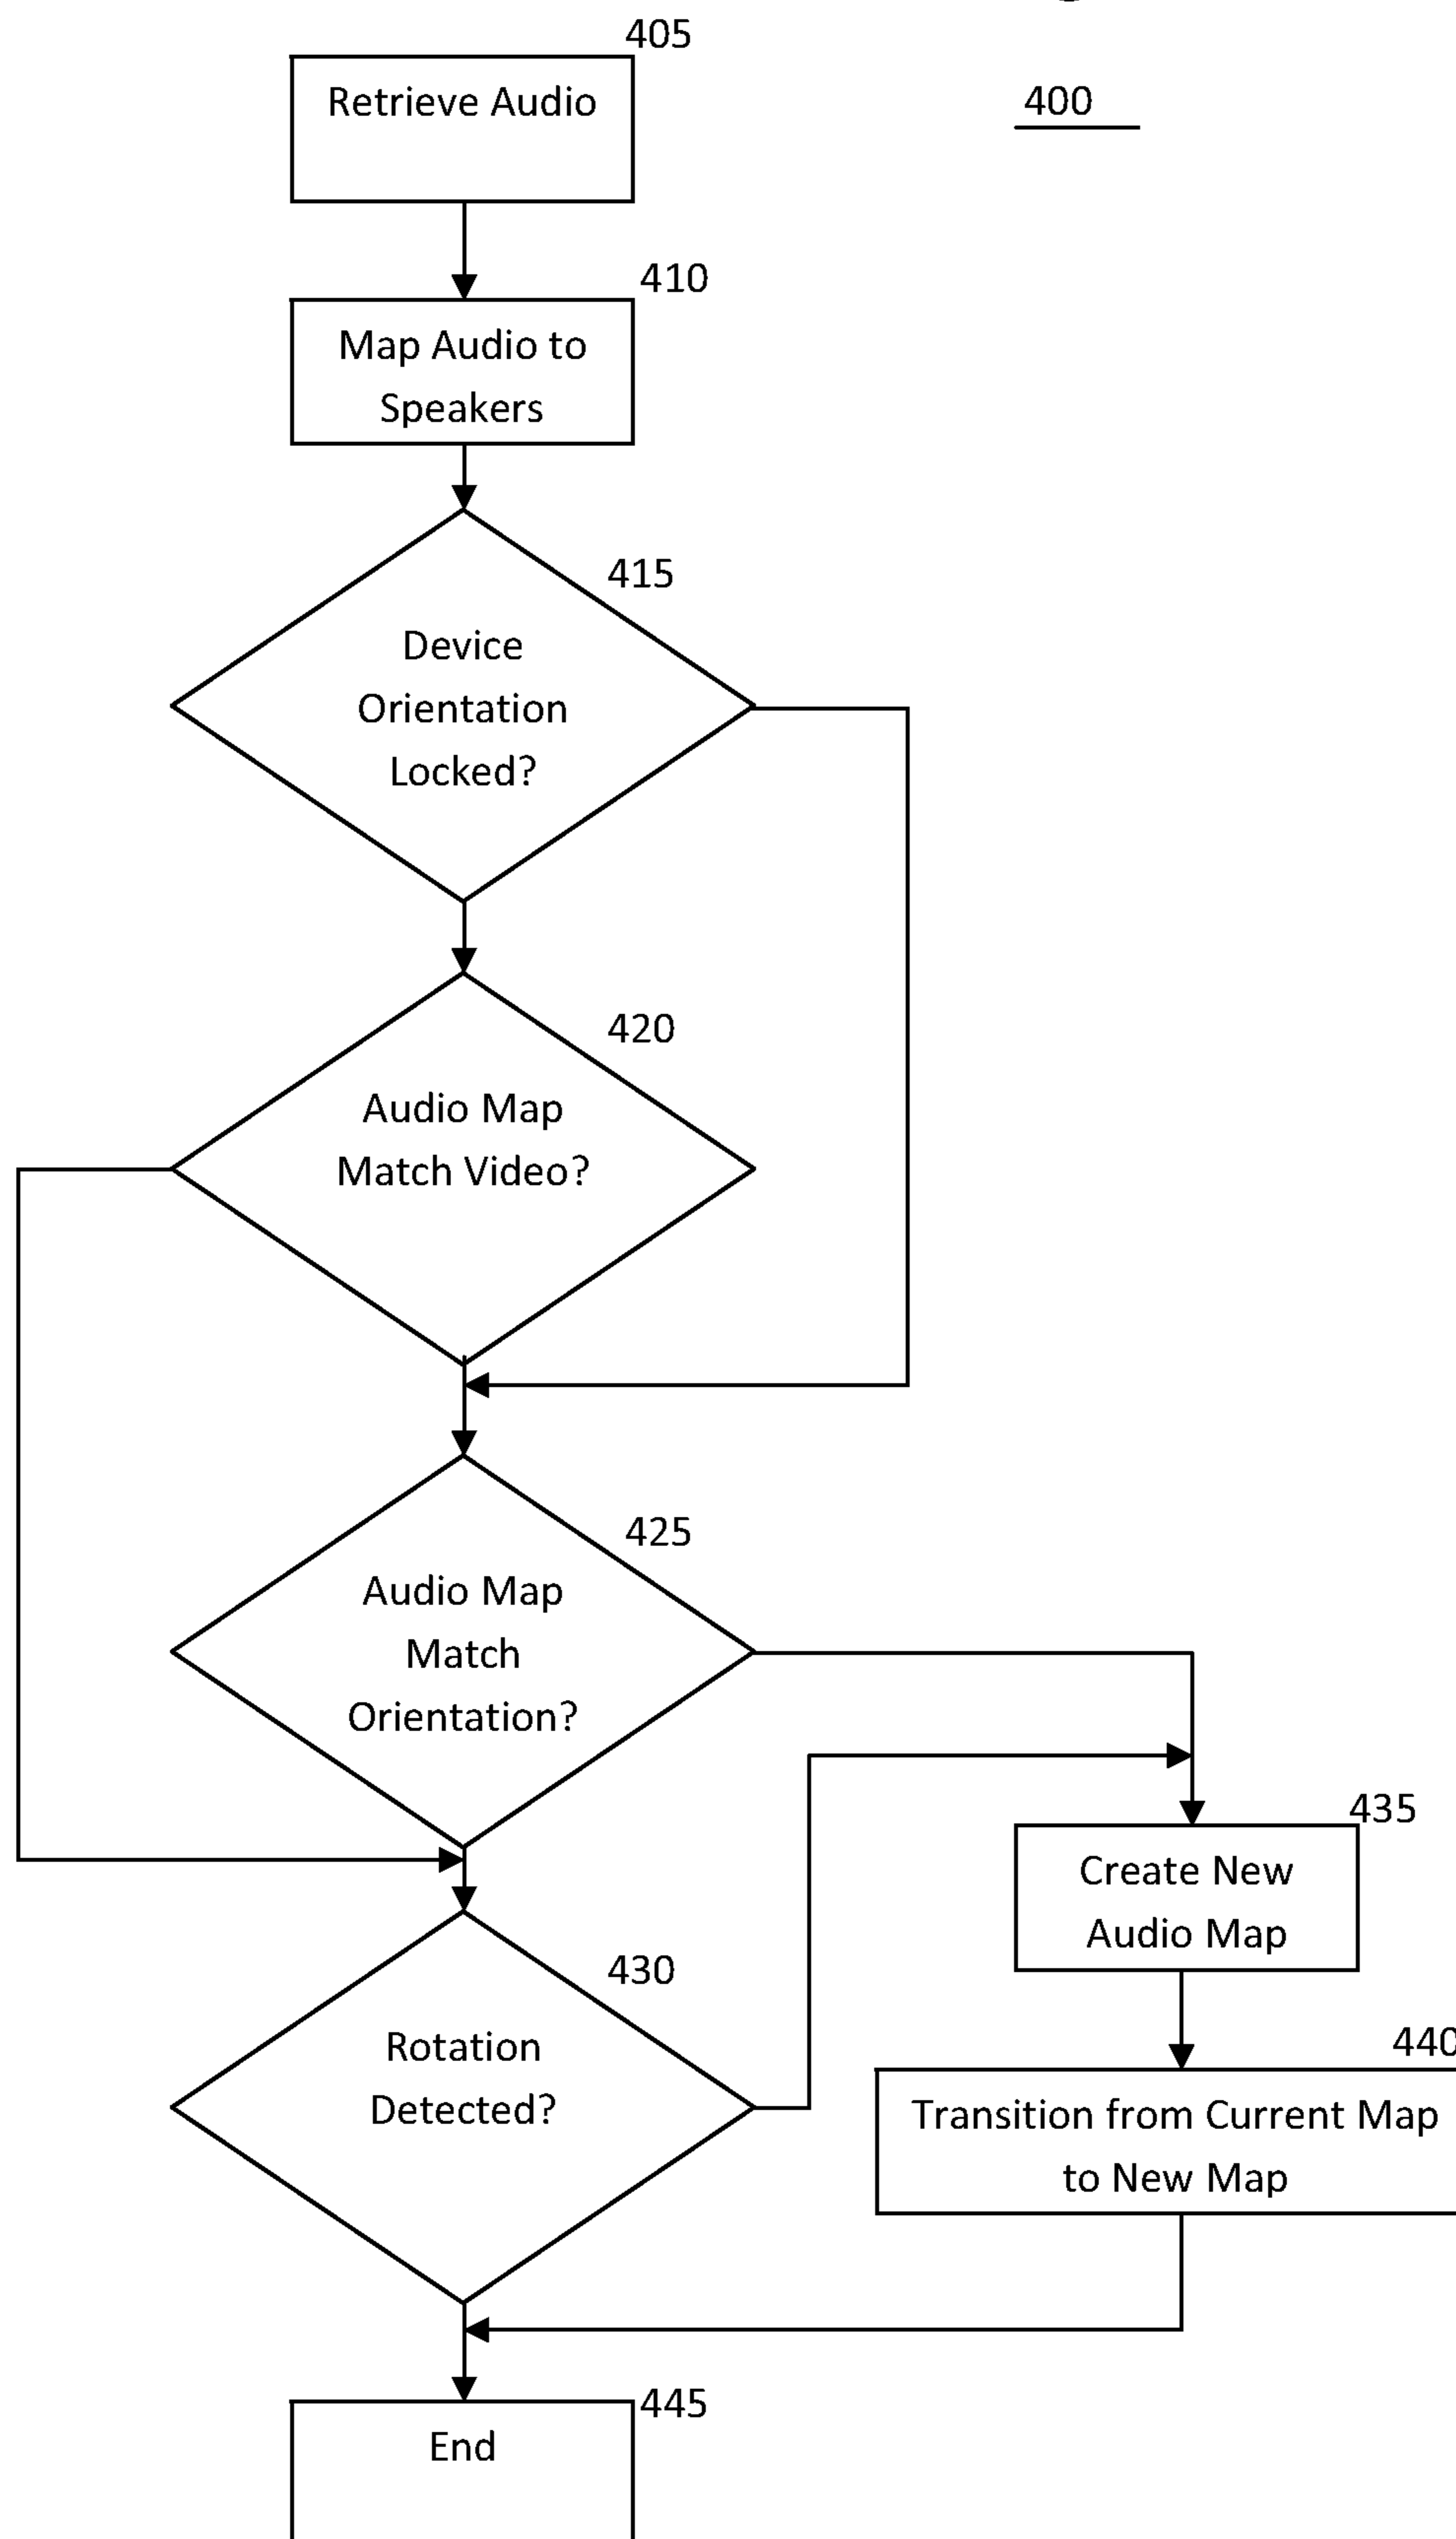 405
Retrieve Audio
400
410
Map Audio to
Speakers
415
Device
Orientation
Locked?
420
Audio Map
Match Video?
425
Audio Map
Match
Orientation?
435
Create New
Audio Map
430
Rotation
Detected?
440
Transition from Current Map
to New Map
445
End